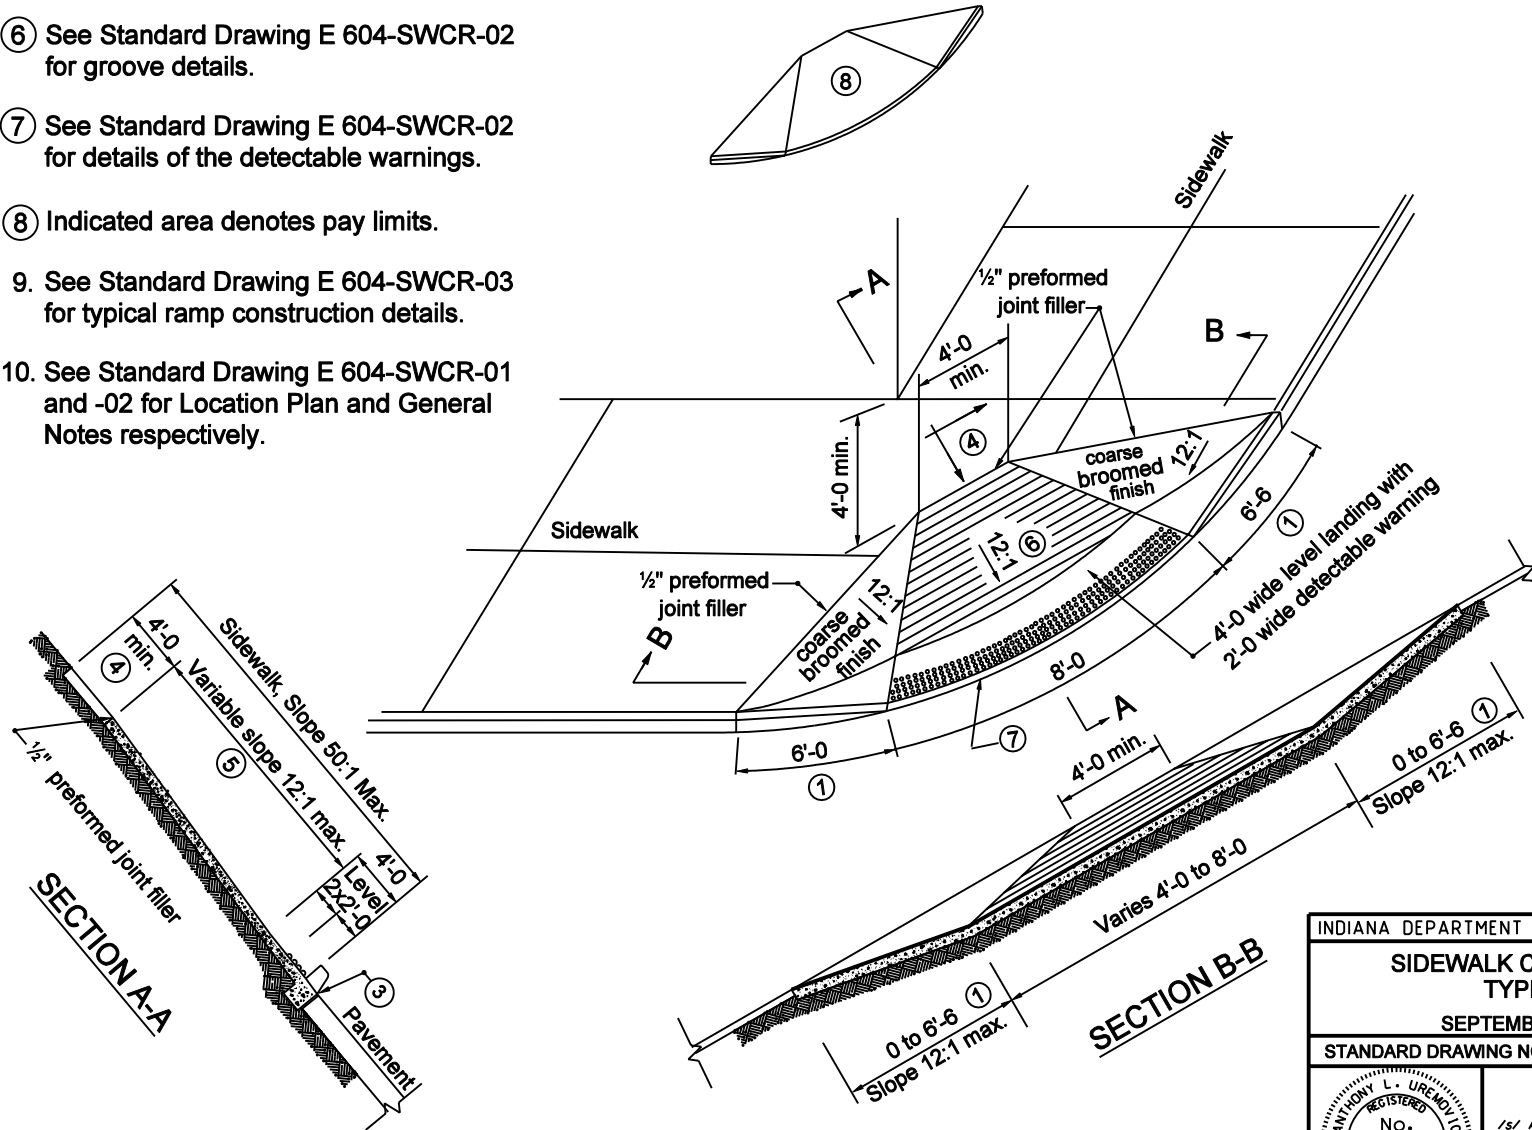 6 See Standard Drawing E 604-SWCR-02
for groove details.
7 See Standard Drawing E 604-SWCR-02
for details of the detectable warnings.
8 Indicated area denotes pay limits.
9. See Standard Drawing E 604-SWCR-03
for typical ramp construction details.
10. See Standard Drawing E 604-SWCR-01
and -02 for Location Plan and General
Notes respectively.
8
Sidewalk
A
½" preformed
joint filler
B
4'-0
min.
4
4'-0 min.
coarse
broomed
finish
12:1
Sidewalk
½" preformed
joint filler
12:1
6
12:1
coarse
broomed
finish
B
6'-6
1
4'-0 wide level landing with
2'-0 wide detectable warning
8'-0
A
7
6'-0
1
4'-0
min.
4
Sidewalk, Slope 50:1 Max.
Variable slope 12:1 max.
5
4'-0
Level
2x2'-0
½" preformed joint filler
3
Pavement
SECTION A-A
4'-0 min.
0 to 6'-6 1
Slope 12:1 max.
Varies 4'-0 to 8'-0
0 to 6'-6 1
Slope 12:1 max.
SECTION B-B
INDIANA DEPARTMENT
SIDEWALK C
TYP
SEPTEMB
STANDARD DRAWING N
ANTHONY L. UREMOVIC
REGISTERED
No.
/s/